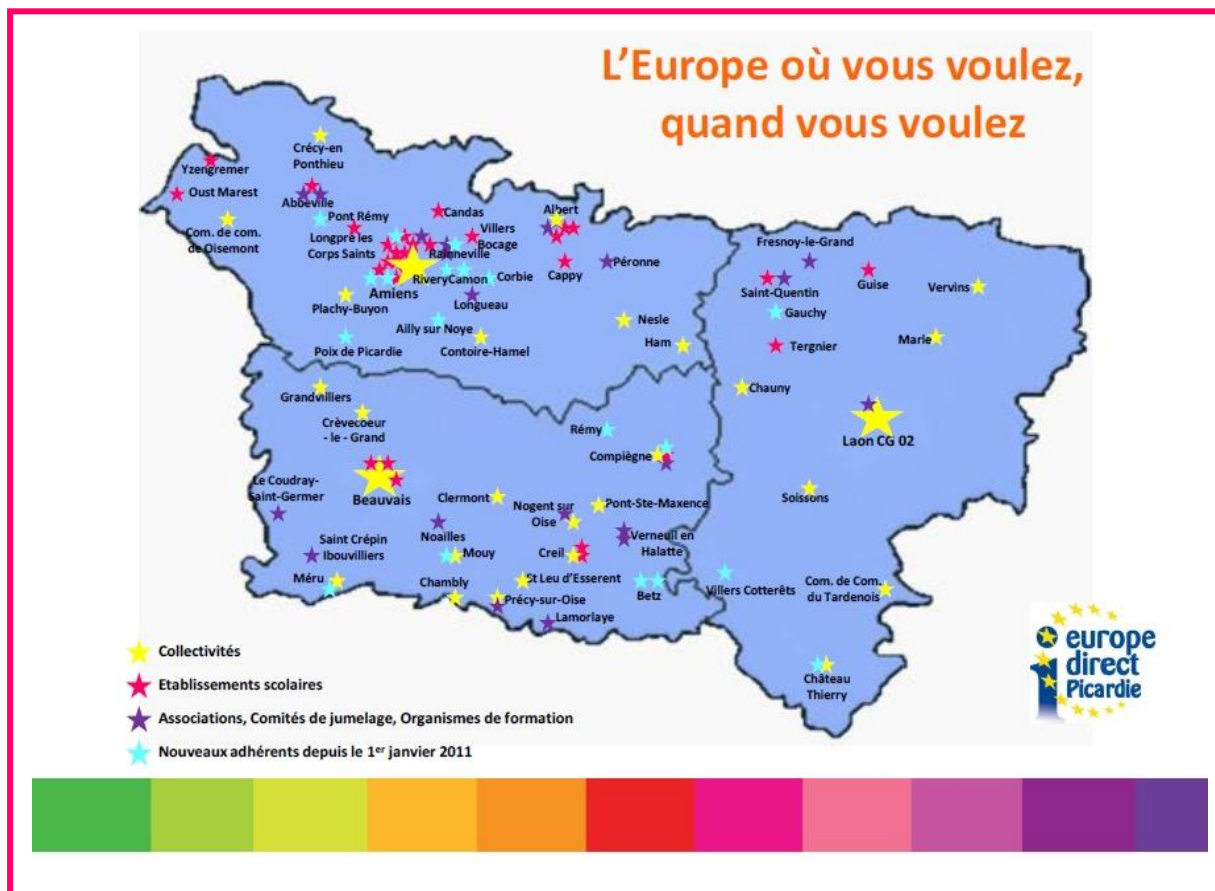 L'Europe où vous voulez,
quand vous voulez
Crécy-en
Ponthieu
Yzengremer
Oust Marest
Abbeville
Com. de com.
de Oisemont
Pont Rémy
Candas
Longpré les
Corps Saints
Villers
Bocage
Rainneville
Albert
Cappy
Péronne
Amiens
Rivery
Camon
Corbie
Longueau
Plachy-Buyon
Ailly sur Noye
Poix de Picardie
Contoire-Hamel
Nesle
Ham
Fresnoy-le-Grand
Saint-Quentin
Guise
Vervins
Gauchy
Marle
Tergnier
Chauny
Laon CG 02
Soissons
Grandvilliers
Crèvecoeur
- le - Grand
Rémy
Compiègne
Le Coudray-
Saint-Germer
Beauvais
Clermont
Nogent sur
Oise
Pont-Ste-Maxence
Noailles
Verneuil en
Halatte
Saint Crépin
Ibouvilliers
Mouy
Creil
Méru
Chambly
St Leu d'Esserent
Betz
Précy-sur-Oise
Lamorlaye
Villers Cotterêts
Com. de Com.
du Tardenois
Château
Thierry
Collectivités
Etablissements scolaires
Associations, Comités de jumelage, Organismes de formation
Nouveaux adhérents depuis le 1er janvier 2011
europe
direct
Picardie